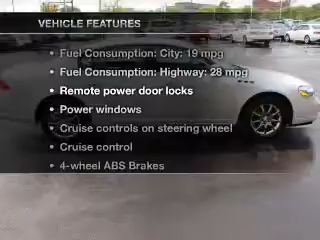 VEHICLE FEATURES
• Fuel Consumption: City: 19 mpg
• Fuel Consumption: Highway: 28 mpg
• Remote power door locks
• Power windows
• Cruise controls on steering wheel
• Cruise control
• 4-wheel ABS Brakes